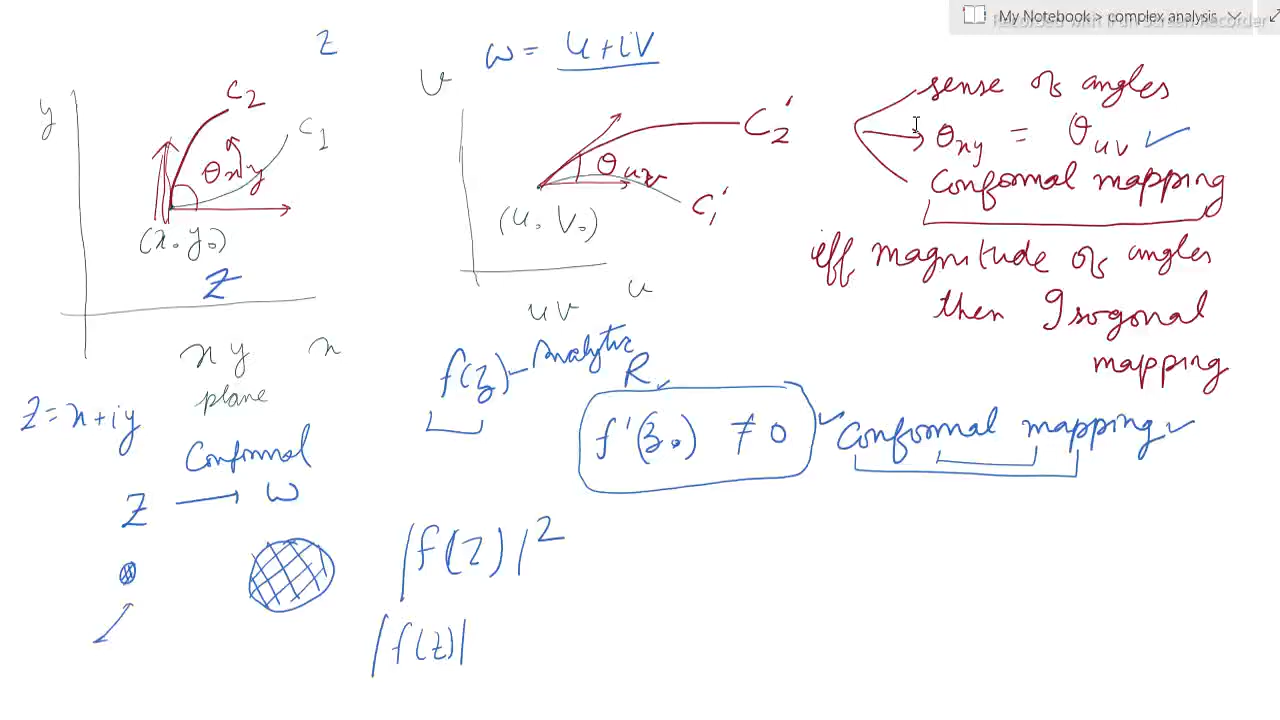 My Notebook > complex analysis
z
w = u+iv
y
C2
C1
θxy
(x₀ y₀)
Z
x y
plane
x
v
C2'
θuv
C1'
(u₀ v₀)
u
uv
sense of angles
θxy = θuv ✓
Conformal mapping
iff magnitude of angles
then Isogonal
mapping
f(z) – Analytic
R
f'(z₀) ≠ 0
Conformal mapping
z = x+iy
Conformal
Z → w
|f(z)|²
|f(z)|